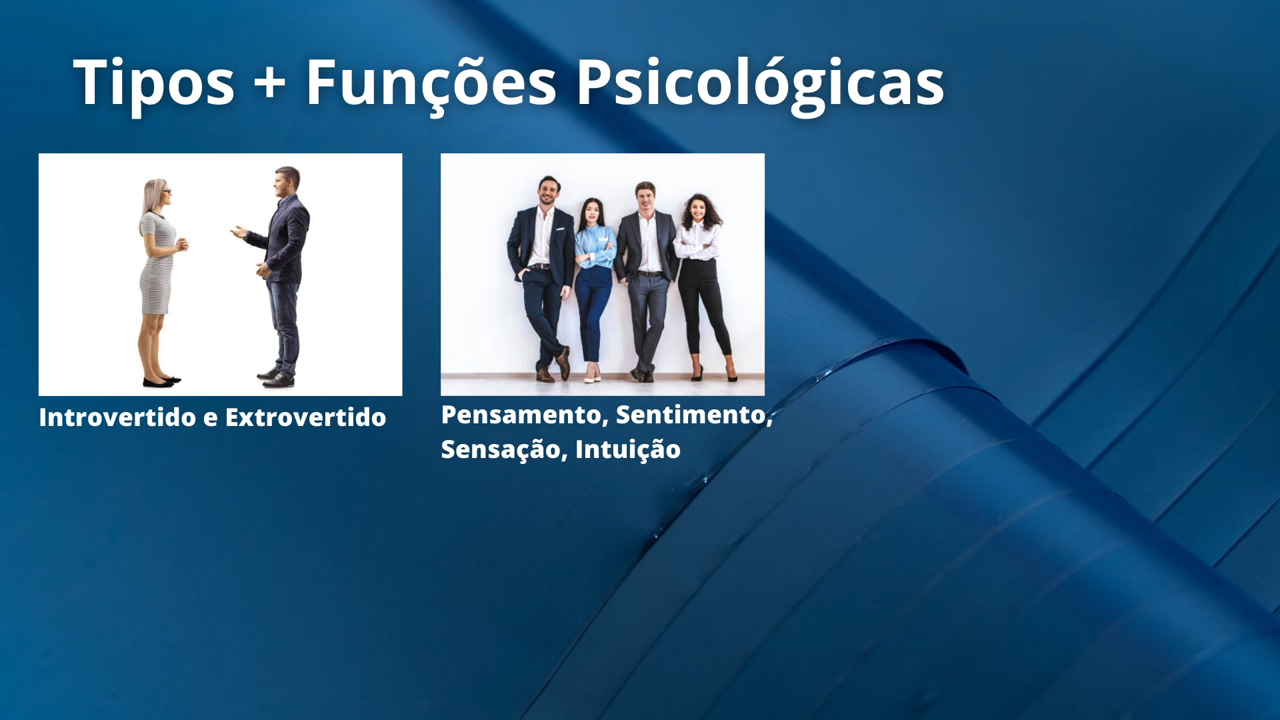 Tipos + Funções Psicológicas
Introvertido e Extrovertido
Pensamento, Sentimento,
Sensação, Intuição